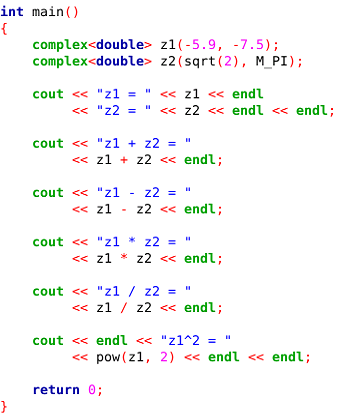 int main()
{
complex<double> z1(-5.9, -7.5);
complex<double> z2(sqrt(2), M_PI);
cout << "z1 = " << z1 << endl
<< "z2 = " << z2 << endl << endl;
cout << "z1 + z2 = "
<< z1 + z2 << endl;
cout << "z1 - z2 = "
<< z1 - z2 << endl;
cout << "z1 * z2 = "
<< z1 * z2 << endl;
cout << "z1 / z2 = "
<< z1 / z2 << endl;
cout << endl << "z1^2 = "
<< pow(z1, 2) << endl << endl;
return 0;
}